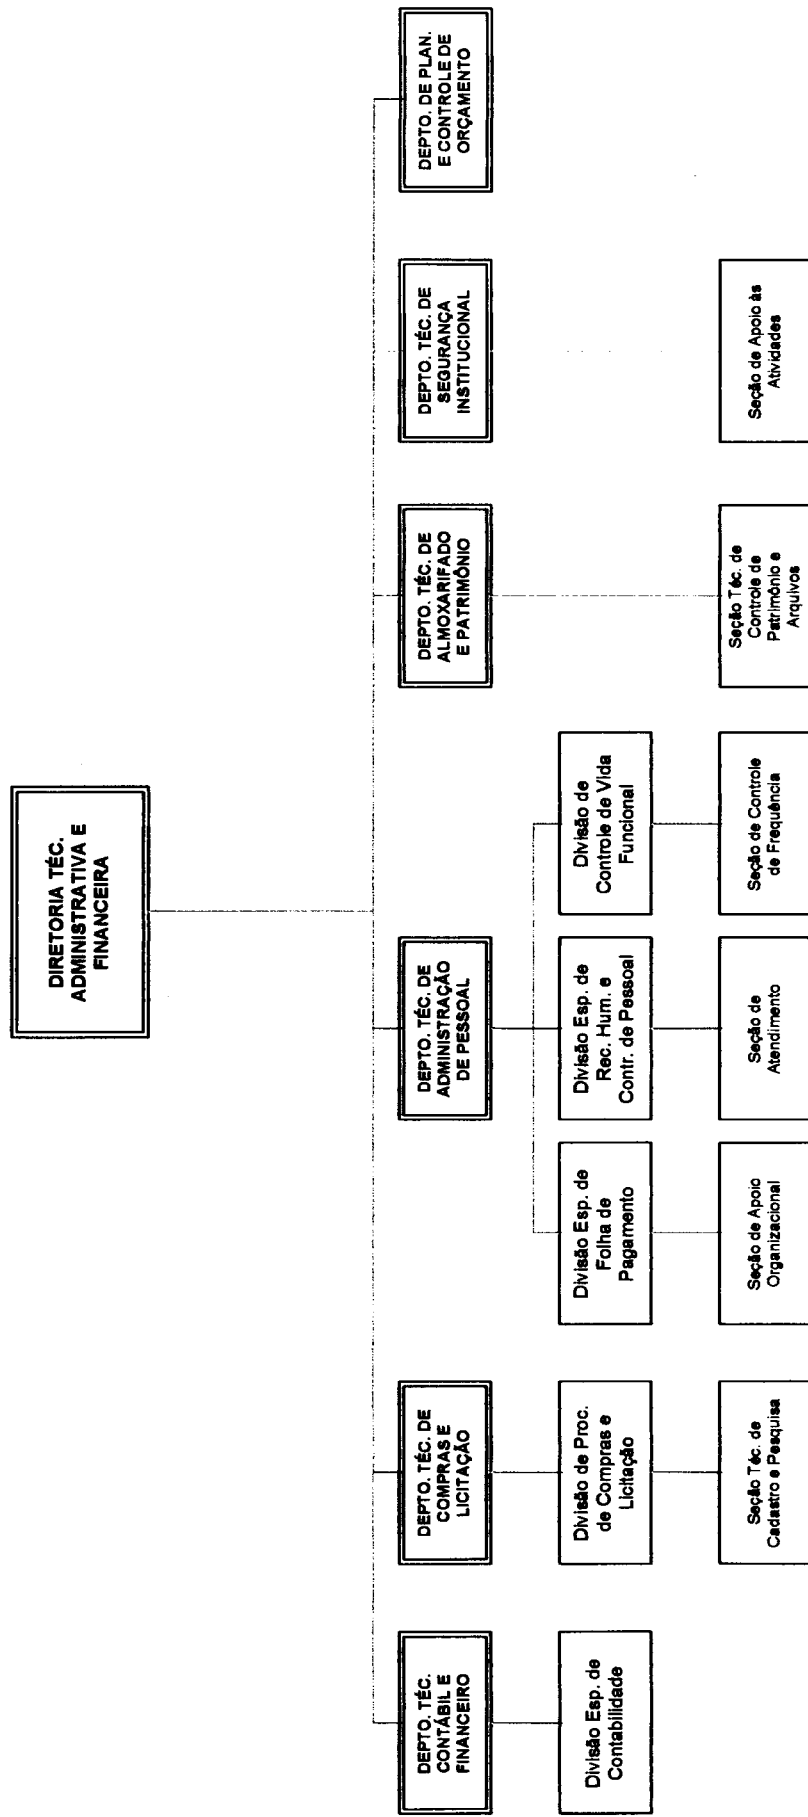 DIRETORIA TÉC.
ADMINISTRATIVA E
FINANCEIRA
DEPTO. TÉC.
CONTÁBIL E
FINANCEIRO
DEPTO. TÉC. DE
COMPRAS E
LICITAÇÃO
DEPTO. TÉC. DE
ADMINISTRAÇÃO
DE PESSOAL
DEPTO. TÉC. DE
ALMOXARIFADO
E PATRIMÔNIO
DEPTO. TÉC. DE
SEGURANÇA
INSTITUCIONAL
DEPTO. DE PLAN.
E CONTROLE DE
ORÇAMENTO
Divisão Esp. de
Contabilidade
Divisão de Proc.
de Compras e
Licitação
Divisão Esp. de
Folha de
Pagamento
Divisão Esp. de
Rec. Hum. e
Contr. de Pessoal
Divisão de
Controle de Vida
Funcional
Seção Téc. de
Cadastro e Pesquisa
Seção de Apoio
Organizacional
Seção de
Atendimento
Seção de Controle
de Frequência
Seção Téc. de
Controle de
Patrimônio e
Arquivos
Seção de Apoio às
Atividades